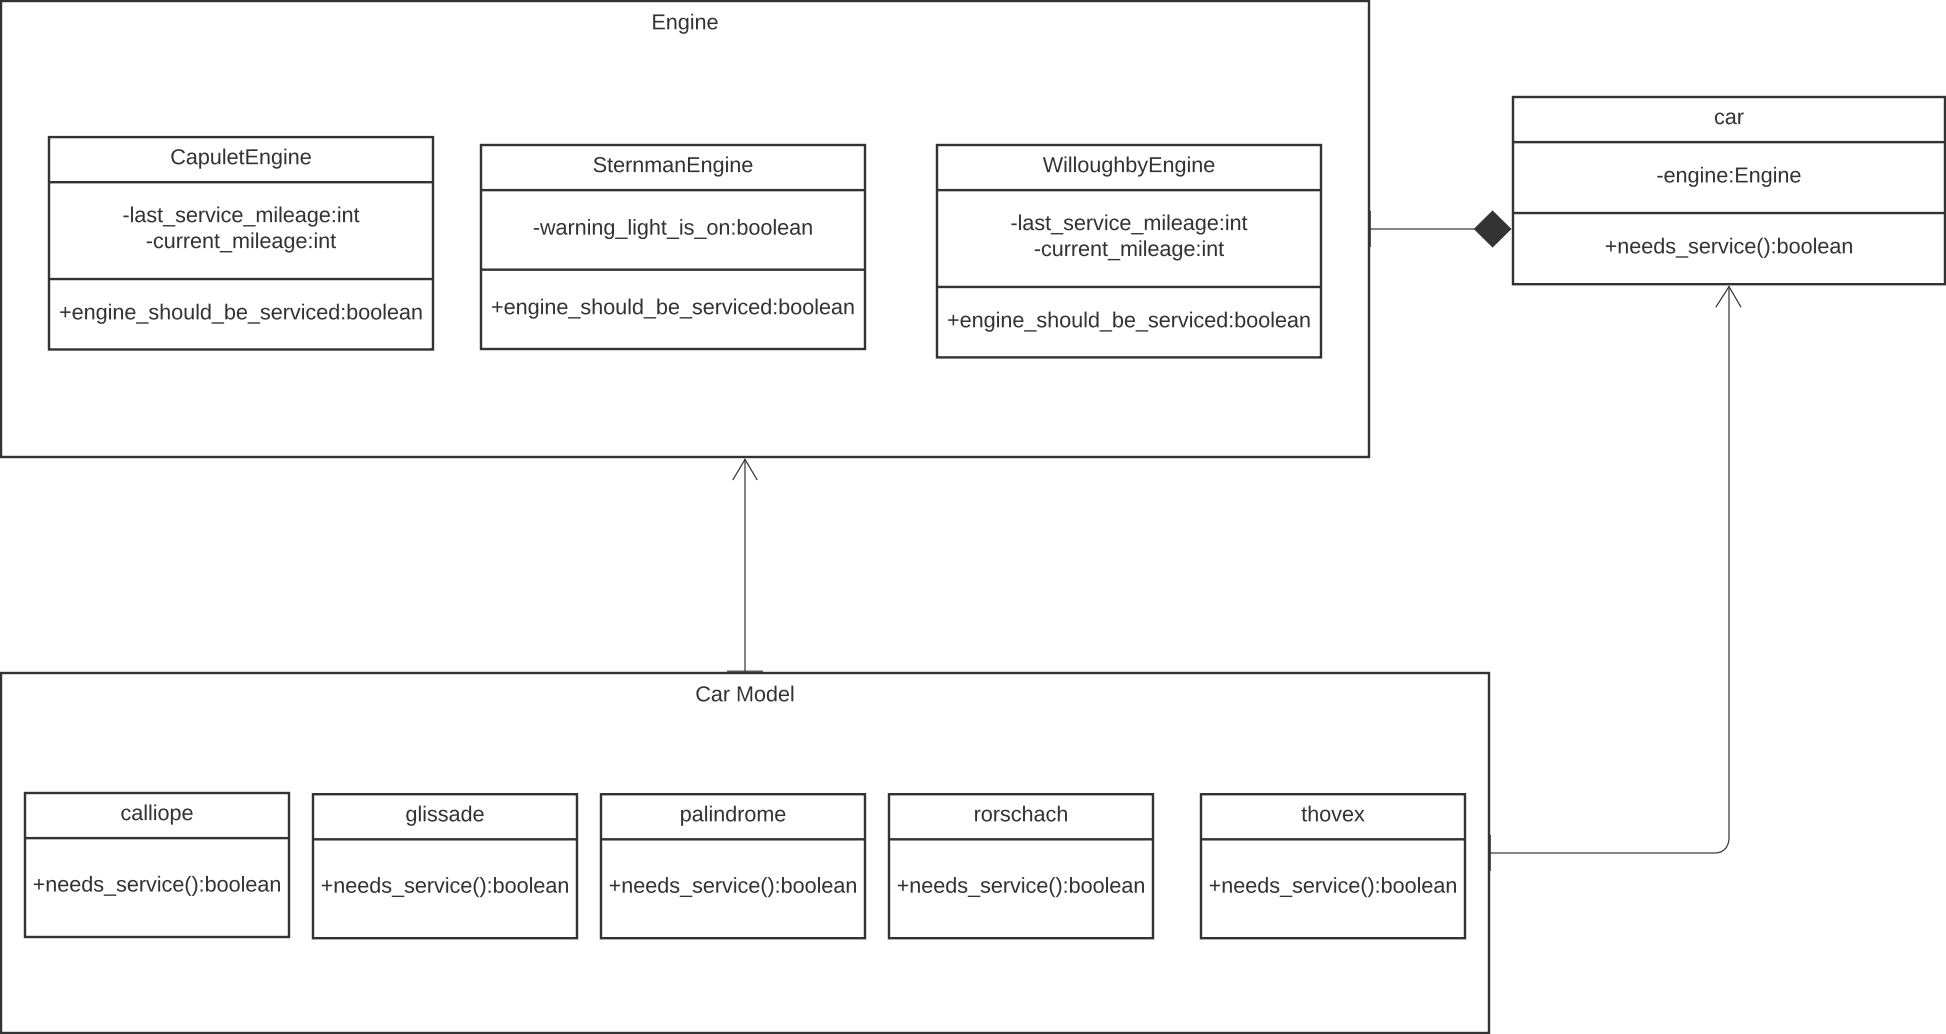 Engine
CapuletEngine
-last_service_mileage:int
-current_mileage:int
+engine_should_be_serviced:boolean
SternmanEngine
-warning_light_is_on:boolean
+engine_should_be_serviced:boolean
WilloughbyEngine
-last_service_mileage:int
-current_mileage:int
+engine_should_be_serviced:boolean
car
-engine:Engine
+needs_service():boolean
Car Model
calliope
+needs_service():boolean
glissade
+needs_service():boolean
palindrome
+needs_service():boolean
rorschach
+needs_service():boolean
thovex
+needs_service():boolean